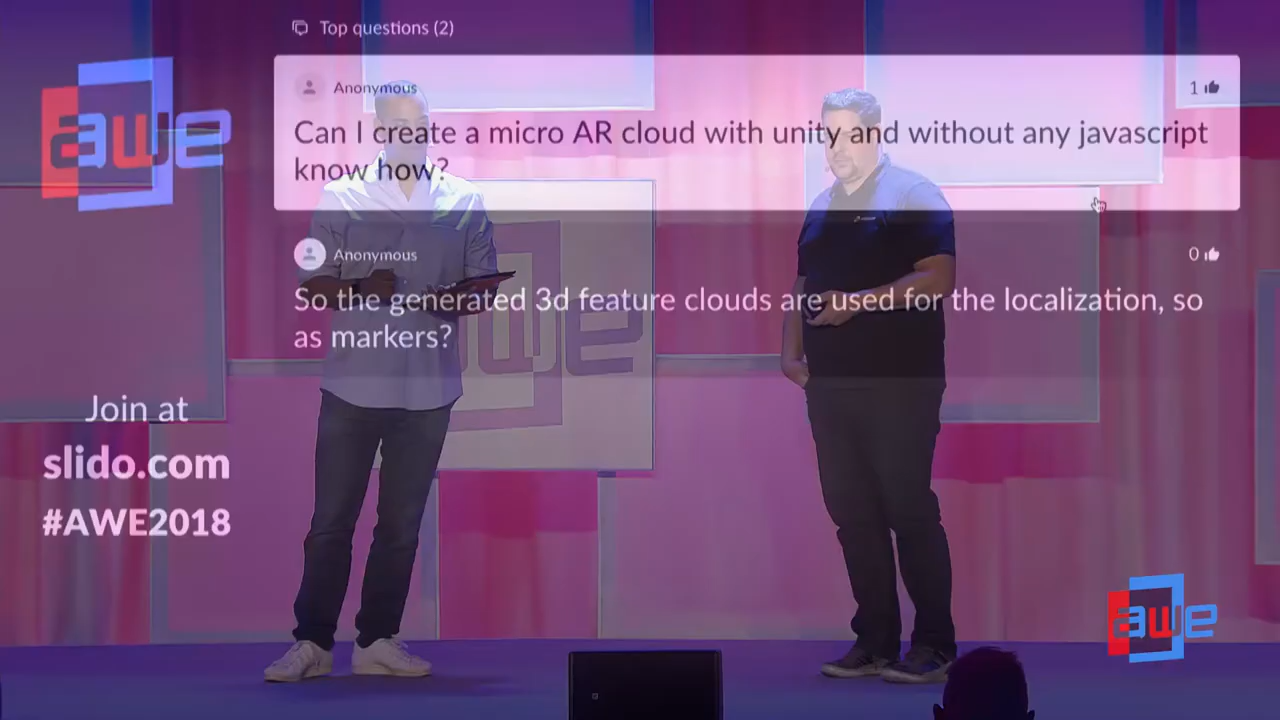 Top questions (2)
awe
Anonymous
1
Can I create a micro AR cloud with unity and without any javascript
know how?
Anonymous
0
So the generated 3d feature clouds are used for the localization, so
as markers?
awe
Join at
slido.com
#AWE2018
awe